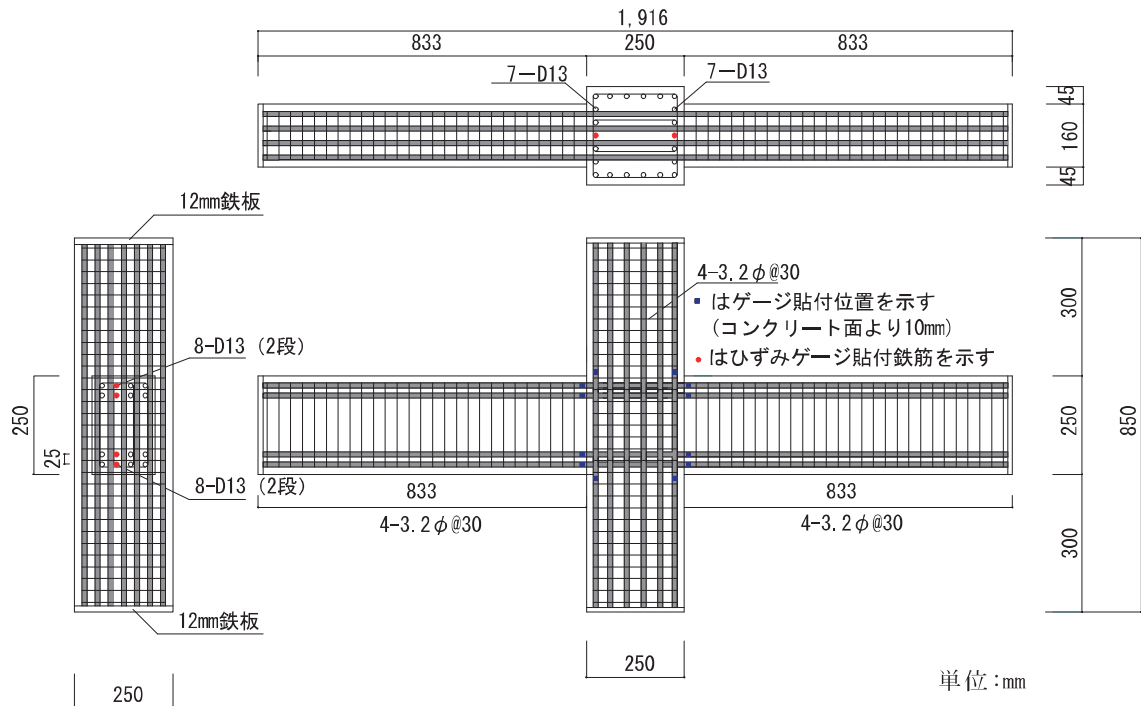 1,916
833
250
833
7ー D13
7ー D13
45
160
45
12mm鉄板
4-3.2φ@30
■ はゲージ貼付位置を示す
(コンクリート面より10mm)
● はひずみゲージ貼付鉄筋を示す
8-D13 (2段)
250
25
8-D13 (2段)
833
4-3.2φ@30
833
4-3.2φ@30
300
250
300
850
12mm鉄板
250
250
単位:mm